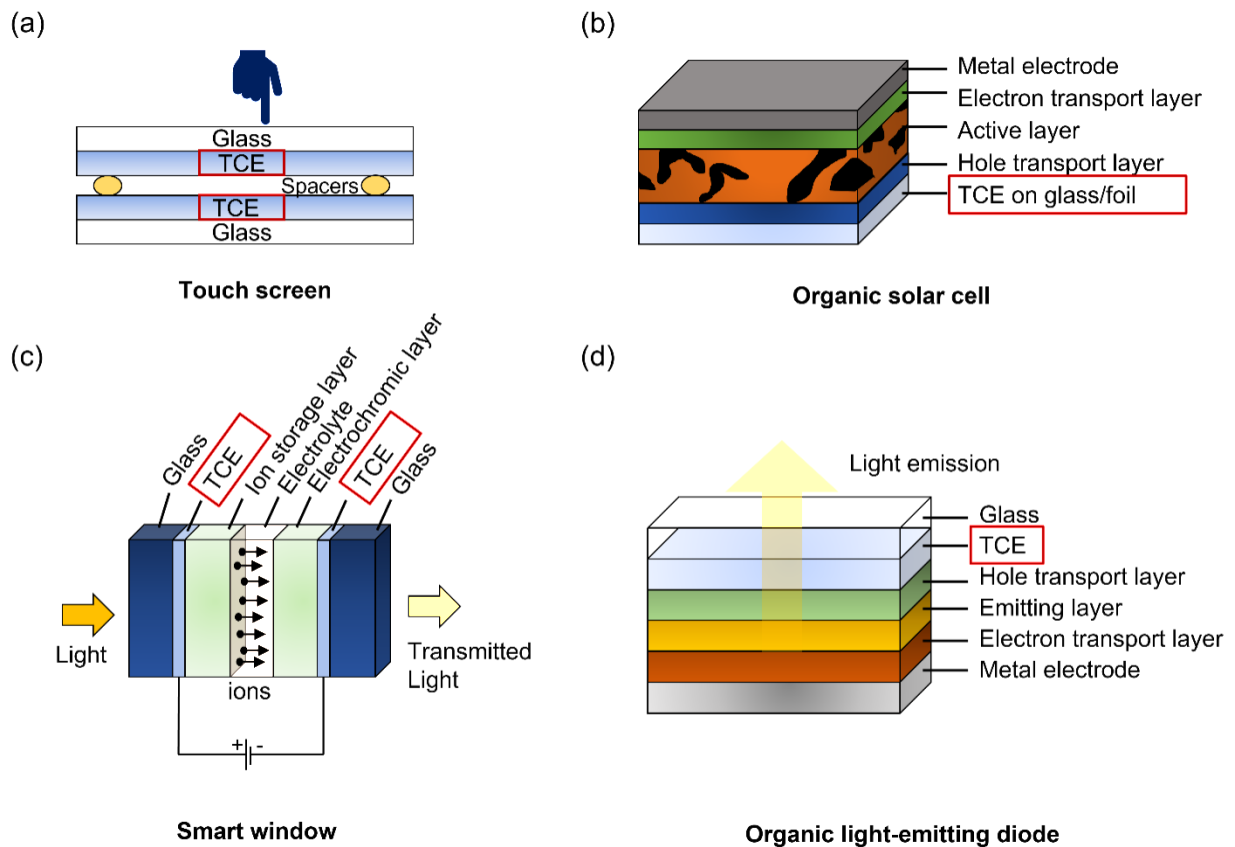 (a)
Glass
TCE
Spacers
TCE
Glass
Touch screen
(b)
Metal electrode
Electron transport layer
Active layer
Hole transport layer
TCE on glass/foil
Organic solar cell
(c)
Glass
TCE
Ion storage layer
Electrolyte
Electrochromic layer
TCE
Glass
Light
Transmitted
Light
ions
+ -
Smart window
(d)
Light emission
Glass
TCE
Hole transport layer
Emitting layer
Electron transport layer
Metal electrode
Organic light-emitting diode